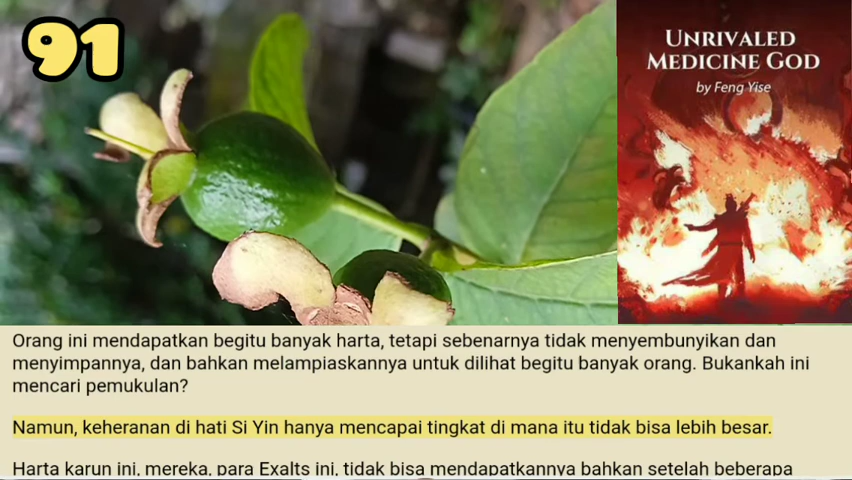 91
UNRIVALED
MEDICINE GOD
by Feng Yise
Orang ini mendapatkan begitu banyak harta, tetapi sebenarnya tidak menyembunyikan dan
menyimpannya, dan bahkan melampiaskannya untuk dilihat begitu banyak orang. Bukankah ini
mencari pemukulan?
Namun, keheranan di hati Si Yin hanya mencapai tingkat di mana itu tidak bisa lebih besar.
Harta karun ini, mereka, para Exalts ini, tidak bisa mendapatkannya bahkan setelah beberapa